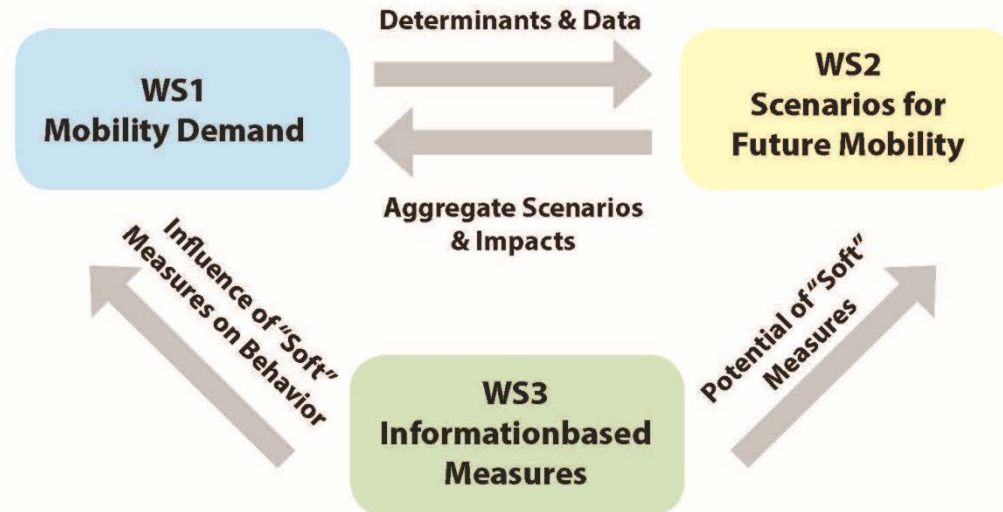 Determinants & Data
WS1
Mobility Demand
WS2
Scenarios for
Future Mobility
Aggregate Scenarios
& Impacts
Influence of “Soft”
Measures on Behavior
Potential of “Soft”
Measures
WS3
Informationbased
Measures